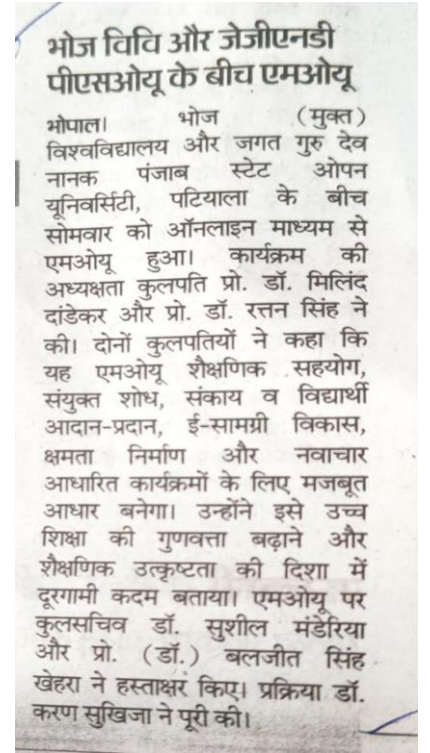 भोज विवि और जेजीएनडी
पीएसओयू के बीच एमओयू
भोपाल। भोज (मुक्त)
विश्वविद्यालय और जगत गुरु देव
नानक पंजाब स्टेट ओपन
यूनिवर्सिटी, पटियाला के बीच
सोमवार को ऑनलाइन माध्यम से
एमओयू हुआ। कार्यक्रम की
अध्यक्षता कुलपति प्रो. डॉ. मिलिंद
दांडेकर और प्रो. डॉ. रत्तन सिंह ने
की। दोनों कुलपतियों ने कहा कि
यह एमओयू शैक्षणिक सहयोग,
संयुक्त शोध, संकाय व विद्यार्थी
आदान-प्रदान, ई-सामग्री विकास,
क्षमता निर्माण और नवाचार
आधारित कार्यक्रमों के लिए मजबूत
आधार बनेगा। उन्होंने इसे उच्च
शिक्षा की गुणवत्ता बढ़ाने और
शैक्षणिक उत्कृष्टता की दिशा में
दूरगामी कदम बताया। एमओयू पर
कुलसचिव डॉ. सुशील मंडेरिया
और प्रो. (डॉ.) बलजीत सिंह
खेहरा ने हस्ताक्षर किए। प्रक्रिया डॉ.
करण सुखिजा ने पूरी की।